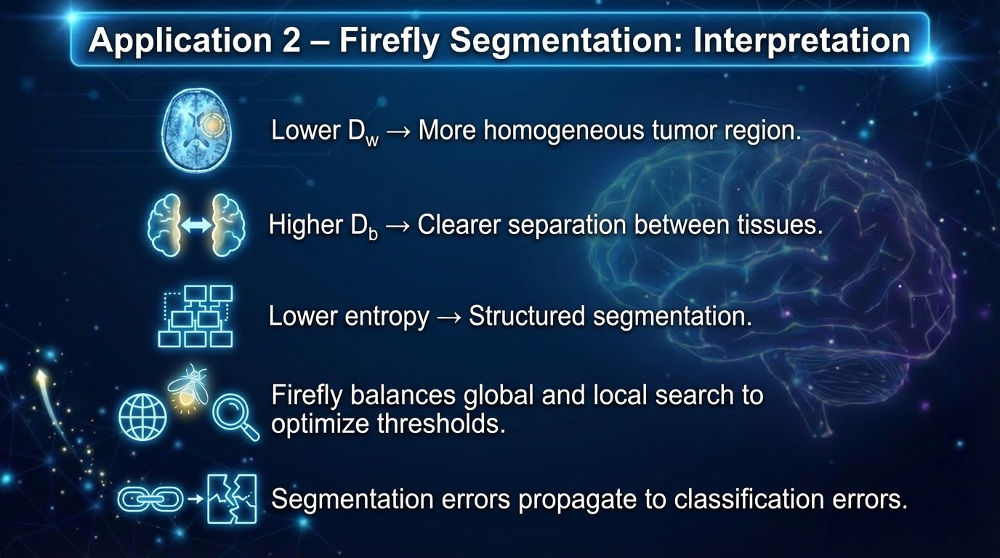 Application 2 – Firefly Segmentation: Interpretation
Lower D_w → More homogeneous tumor region.
Higher D_b → Clearer separation between tissues.
Lower entropy → Structured segmentation.
Firefly balances global and local search to
optimize thresholds.
Segmentation errors propagate to classification errors.